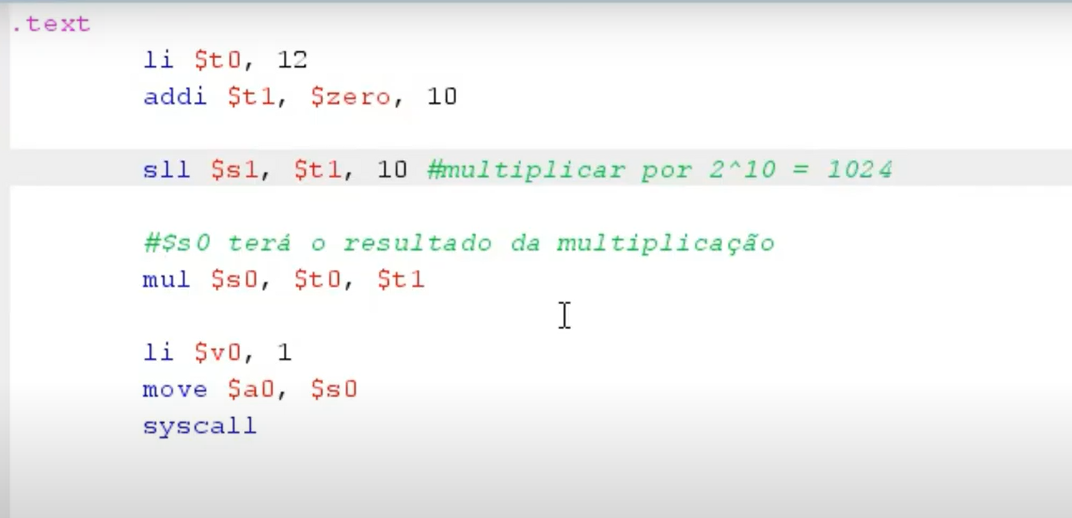 .text
li $t0, 12
addi $t1, $zero, 10
sll $s1, $t1, 10 #multiplicar por 2^10 = 1024
#$s0 terá o resultado da multiplicação
mul $s0, $t0, $t1
li $v0, 1
move $a0, $s0
syscall